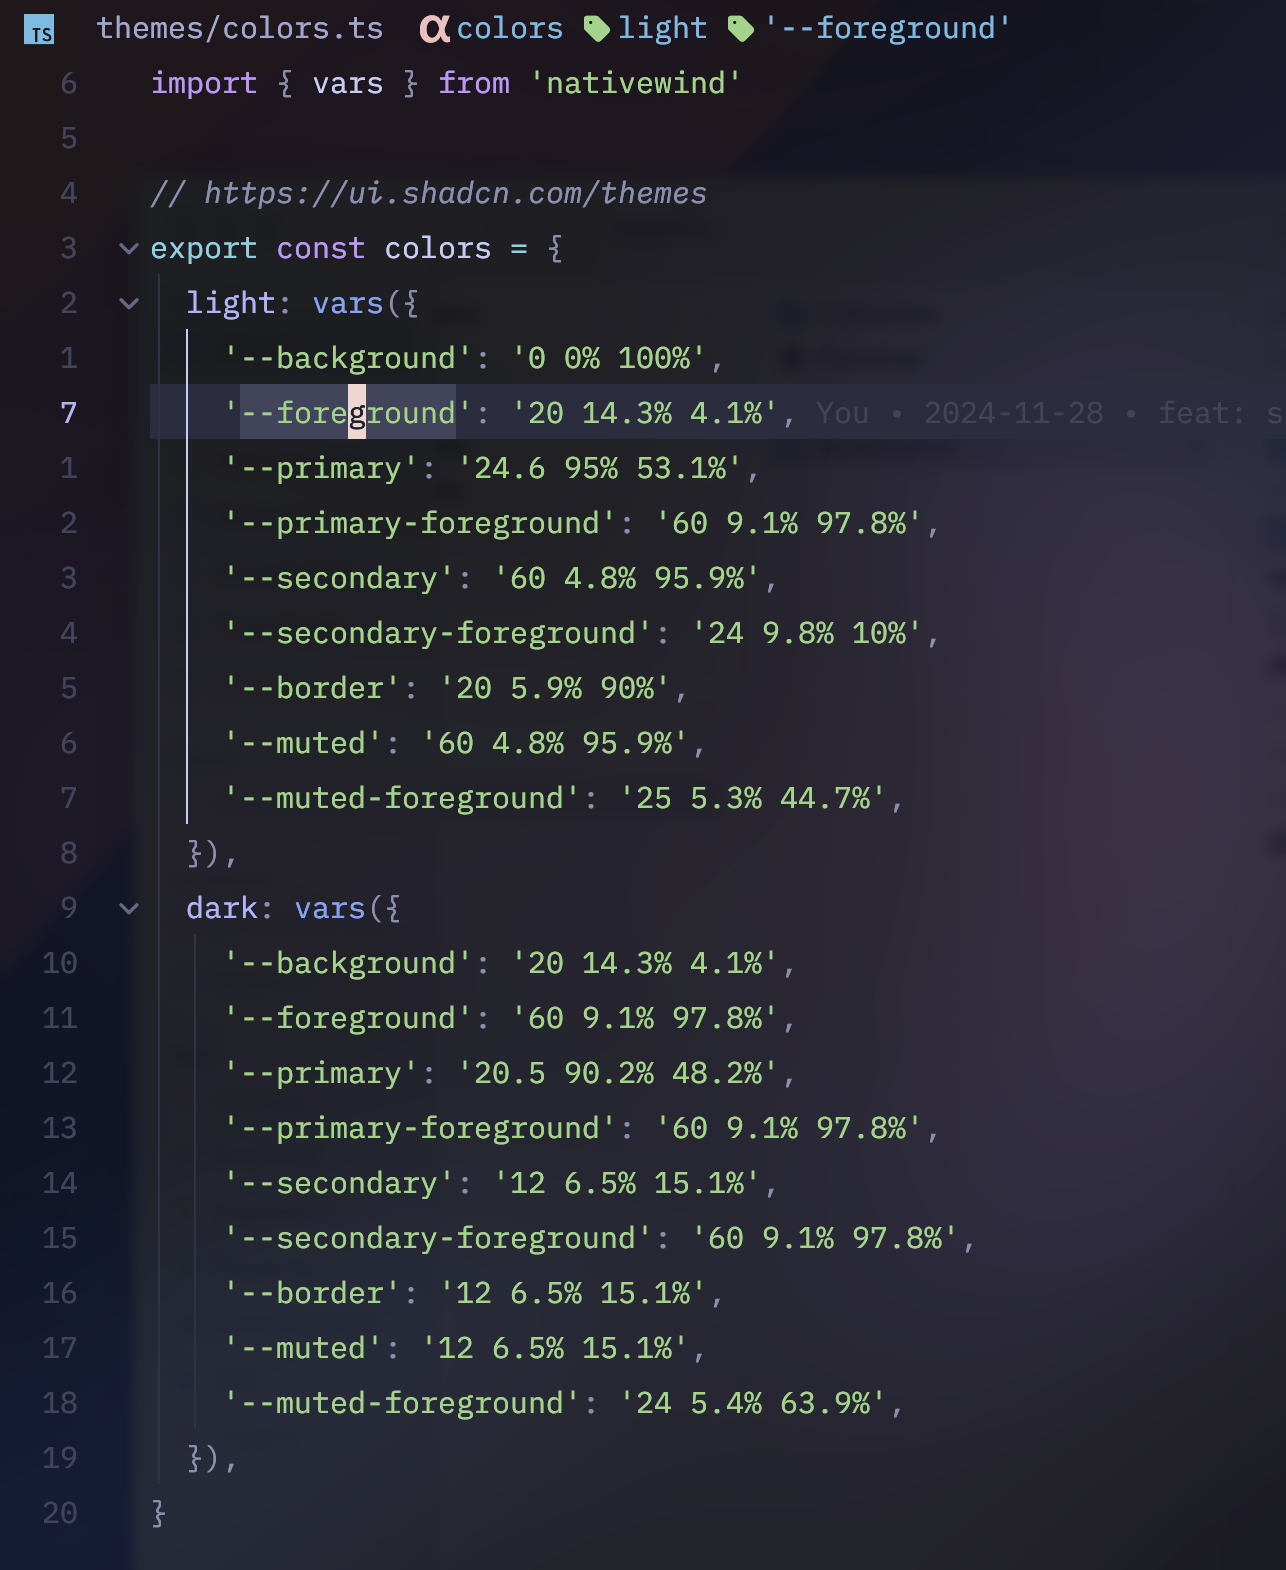 TS themes/colors.ts α colors light '--foreground'
6 import { vars } from 'nativewind'
5
4 // https://ui.shadcn.com/themes
3 export const colors = {
2 light: vars({
1 '--background': '0 0% 100%',
7 '--foreground': '20 14.3% 4.1%', You • 2024-11-28 • feat: s
1 '--primary': '24.6 95% 53.1%',
2 '--primary-foreground': '60 9.1% 97.8%',
3 '--secondary': '60 4.8% 95.9%',
4 '--secondary-foreground': '24 9.8% 10%',
5 '--border': '20 5.9% 90%',
6 '--muted': '60 4.8% 95.9%',
7 '--muted-foreground': '25 5.3% 44.7%',
8 }),
9 dark: vars({
10 '--background': '20 14.3% 4.1%',
11 '--foreground': '60 9.1% 97.8%',
12 '--primary': '20.5 90.2% 48.2%',
13 '--primary-foreground': '60 9.1% 97.8%',
14 '--secondary': '12 6.5% 15.1%',
15 '--secondary-foreground': '60 9.1% 97.8%',
16 '--border': '12 6.5% 15.1%',
17 '--muted': '12 6.5% 15.1%',
18 '--muted-foreground': '24 5.4% 63.9%',
19 }),
20 }